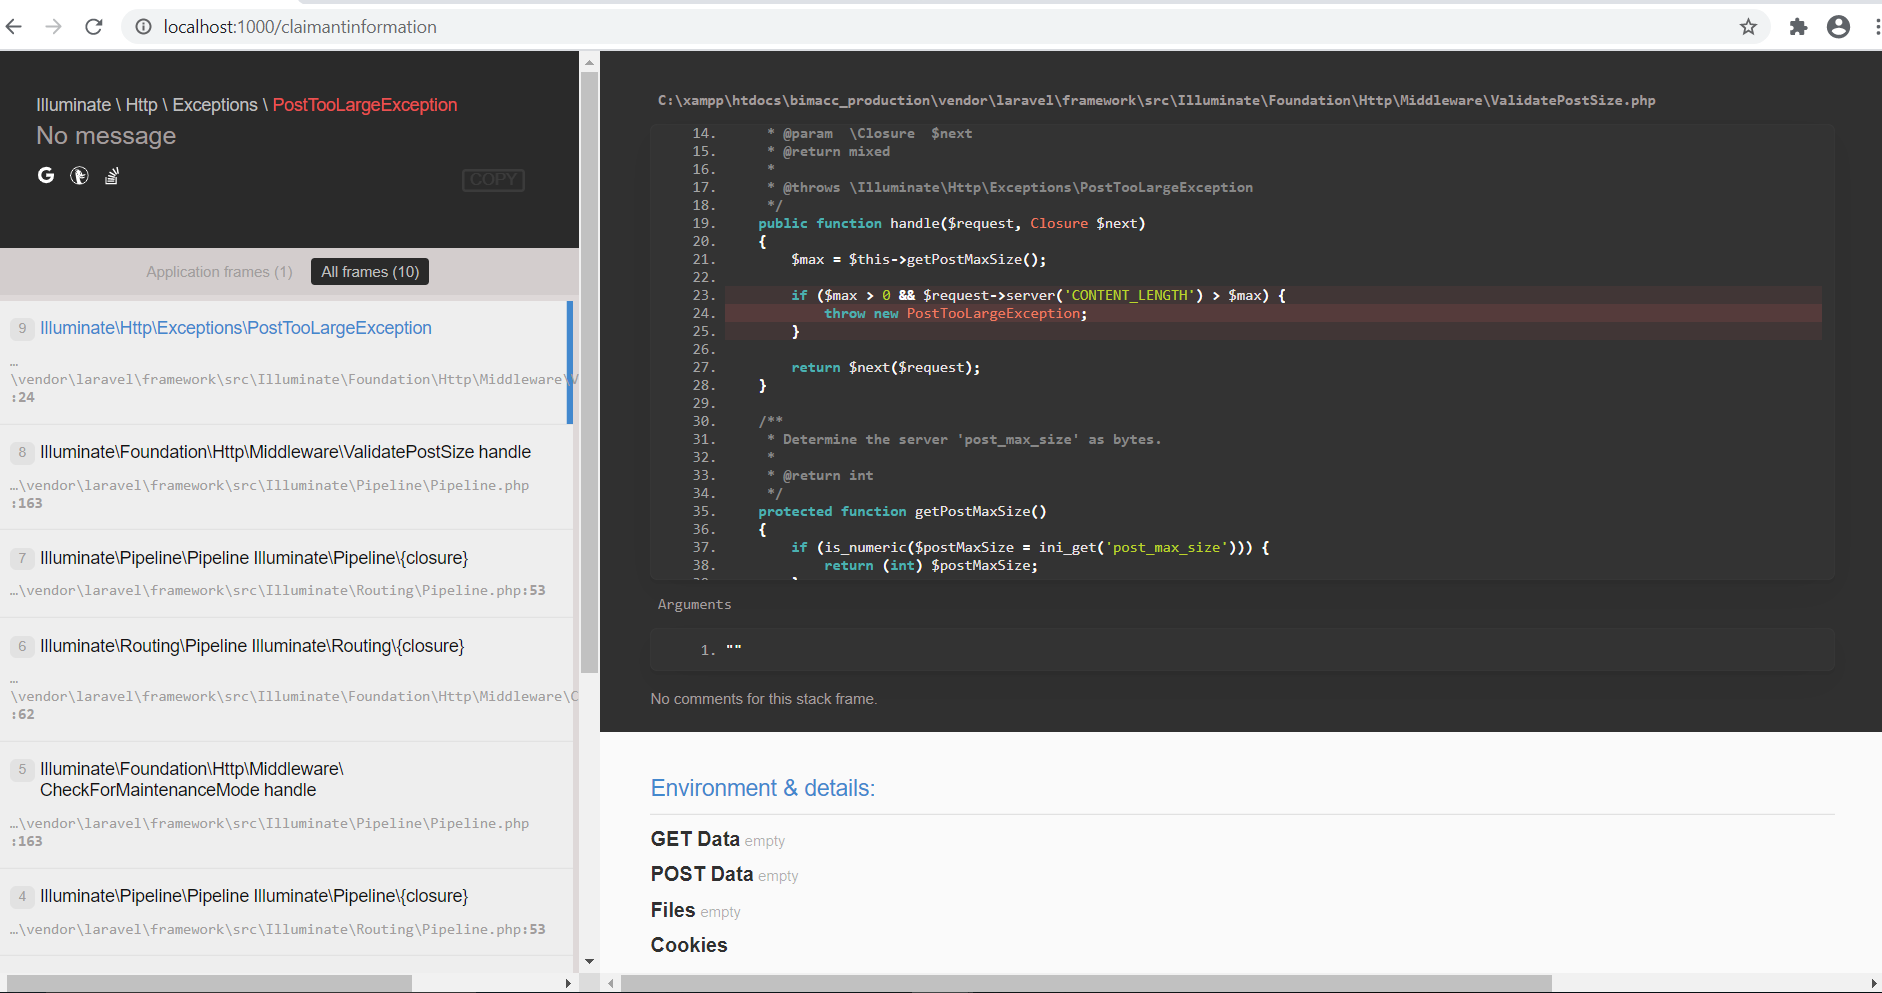 localhost:1000/claimantinformation
Illuminate \ Http \ Exceptions \ PostTooLargeException
No message
COPY
Application frames (1) All frames (10)
9 Illuminate\Http\Exceptions\PostTooLargeException
…
\vendor\laravel\framework\src\Illuminate\Foundation\Http\Middleware\V
:24
8 Illuminate\Foundation\Http\Middleware\ValidatePostSize handle
…\vendor\laravel\framework\src\Illuminate\Pipeline\Pipeline.php
:163
7 Illuminate\Pipeline\Pipeline Illuminate\Pipeline\{closure}
…\vendor\laravel\framework\src\Illuminate\Routing\Pipeline.php:53
6 Illuminate\Routing\Pipeline Illuminate\Routing\{closure}
…
\vendor\laravel\framework\src\Illuminate\Foundation\Http\Middleware\C
:62
5 Illuminate\Foundation\Http\Middleware\
CheckForMaintenanceMode handle
…\vendor\laravel\framework\src\Illuminate\Pipeline\Pipeline.php
:163
4 Illuminate\Pipeline\Pipeline Illuminate\Pipeline\{closure}
…\vendor\laravel\framework\src\Illuminate\Routing\Pipeline.php:53
C:\xampp\htdocs\bimacc_production\vendor\laravel\framework\src\Illuminate\Foundation\Http\Middleware\ValidatePostSize.php
14. * @param \Closure $next
15. * @return mixed
16. *
17. * @throws \Illuminate\Http\Exceptions\PostTooLargeException
18. */
19. public function handle($request, Closure $next)
20. {
21. $max = $this->getPostMaxSize();
22.
23. if ($max > 0 && $request->server('CONTENT_LENGTH') > $max) {
24. throw new PostTooLargeException;
25. }
26.
27. return $next($request);
28. }
29.
30. /**
31. * Determine the server 'post_max_size' as bytes.
32. *
33. * @return int
34. */
35. protected function getPostMaxSize()
36. {
37. if (is_numeric($postMaxSize = ini_get('post_max_size'))) {
38. return (int) $postMaxSize;
Arguments
1. ""
No comments for this stack frame.
Environment & details:
GET Data empty
POST Data empty
Files empty
Cookies